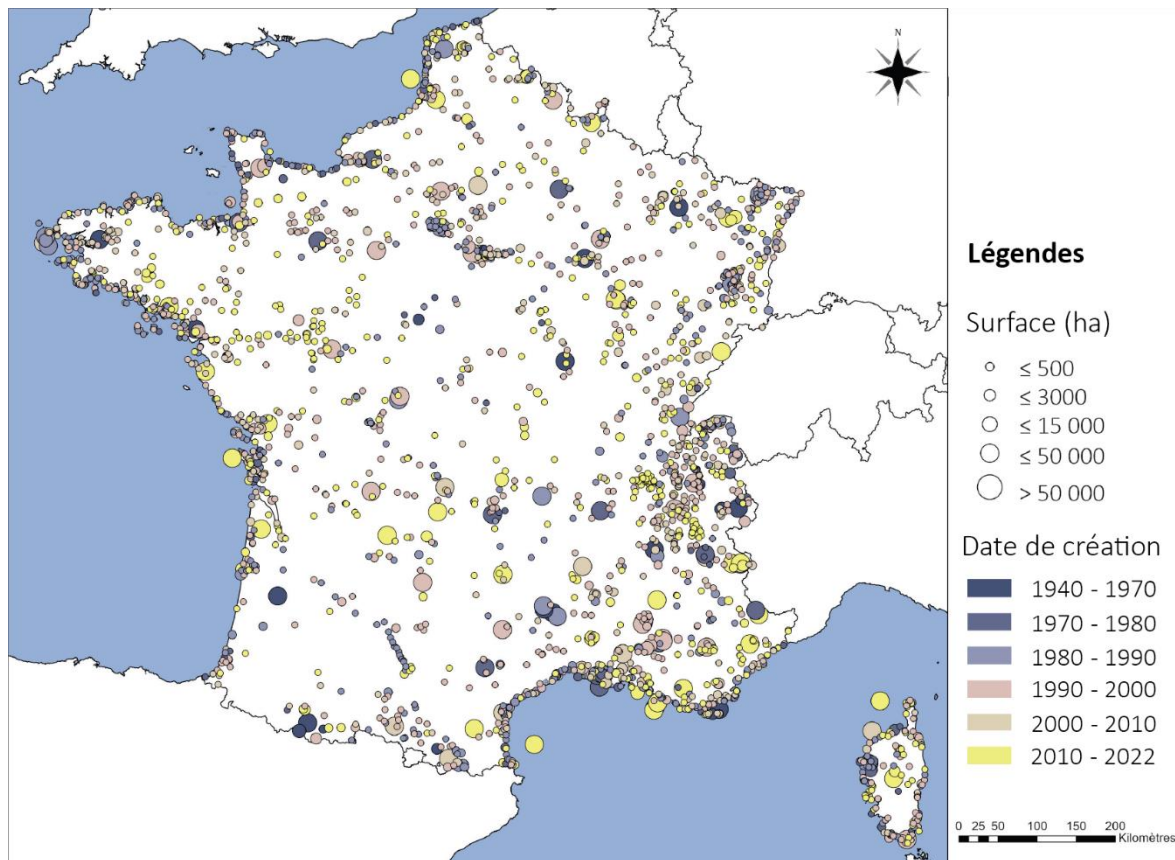 N
Légendes
Surface (ha)
≤ 500
≤ 3000
≤ 15 000
≤ 50 000
> 50 000
Date de création
1940 - 1970
1970 - 1980
1980 - 1990
1990 - 2000
2000 - 2010
2010 - 2022
0 25 50 100 150 200
Kilomètres